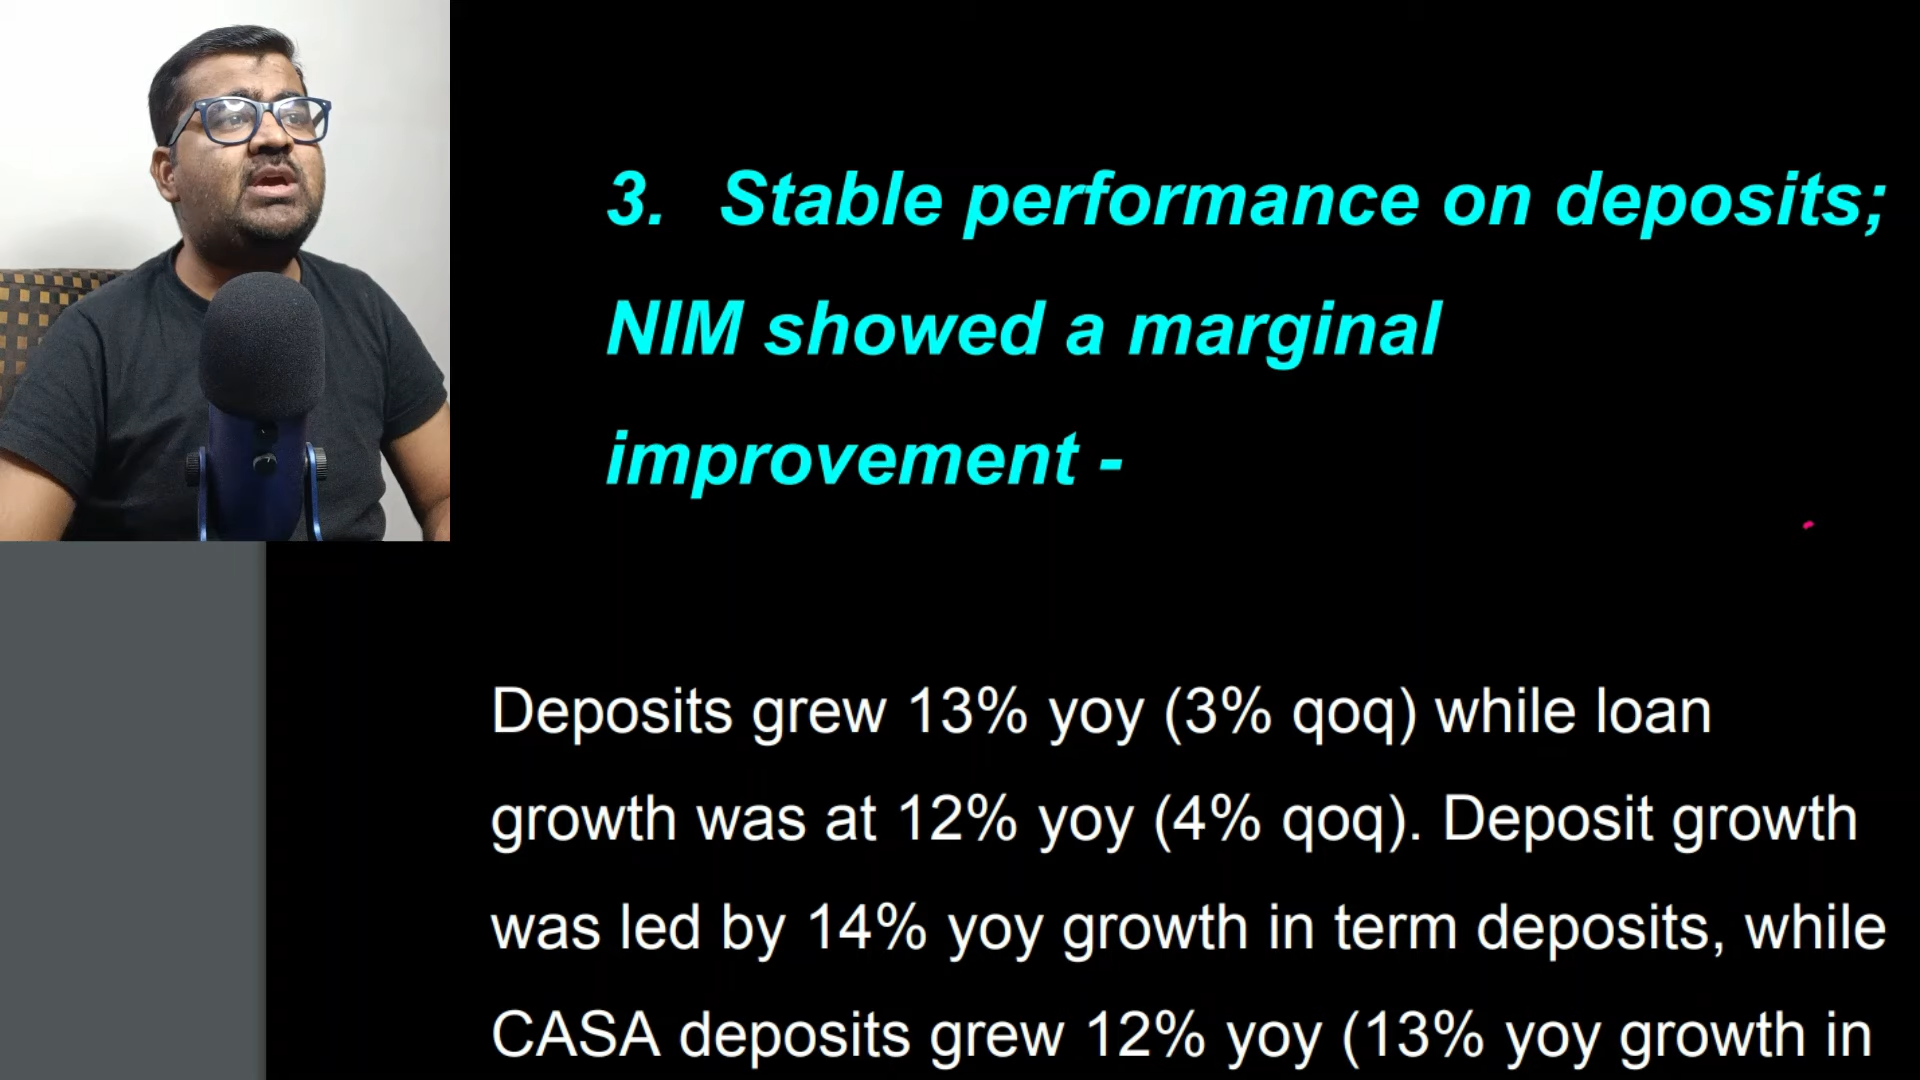 3. Stable performance on deposits;
NIM showed a marginal
improvement -
Deposits grew 13% yoy (3% qoq) while loan
growth was at 12% yoy (4% qoq). Deposit growth
was led by 14% yoy growth in term deposits, while
CASA deposits grew 12% yoy (13% yoy growth in